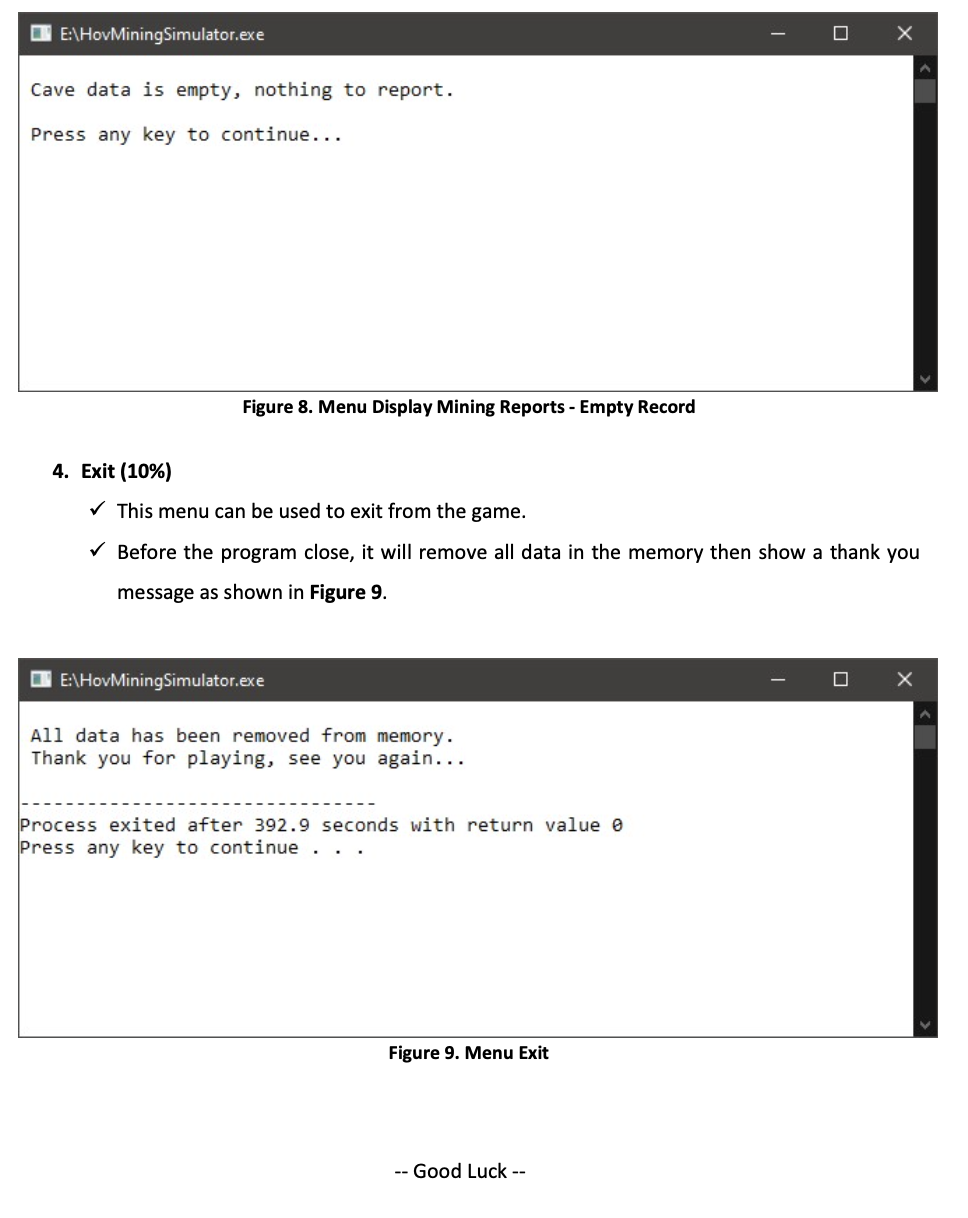 E:\HovMiningSimulator.exe
Cave data is empty, nothing to report.
Press any key to continue...
Figure 8. Menu Display Mining Reports - Empty Record
4. Exit (10%)
✓ This menu can be used to exit from the game.
✓ Before the program close, it will remove all data in the memory then show a thank you
message as shown in Figure 9.
E:\HovMiningSimulator.exe
All data has been removed from memory.
Thank you for playing, see you again...
--------------------------------
Process exited after 392.9 seconds with return value 0
Press any key to continue . . .
Figure 9. Menu Exit
-- Good Luck --